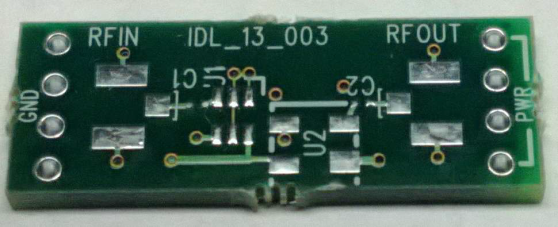 RFIN IDL_13_003 RFOUT
C1 U1 C2
GND U2 PWR